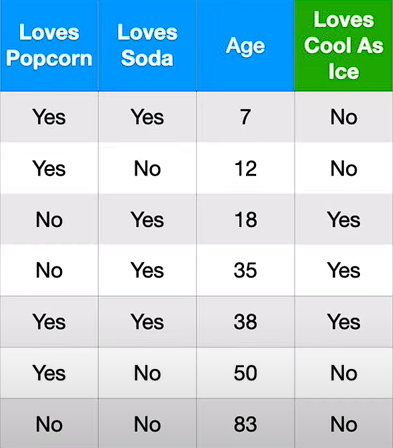 Loves Popcorn | Loves Soda | Age | Loves Cool As Ice
Yes | Yes | 7 | No
Yes | No | 12 | No
No | Yes | 18 | Yes
No | Yes | 35 | Yes
Yes | Yes | 38 | Yes
Yes | No | 50 | No
No | No | 83 | No